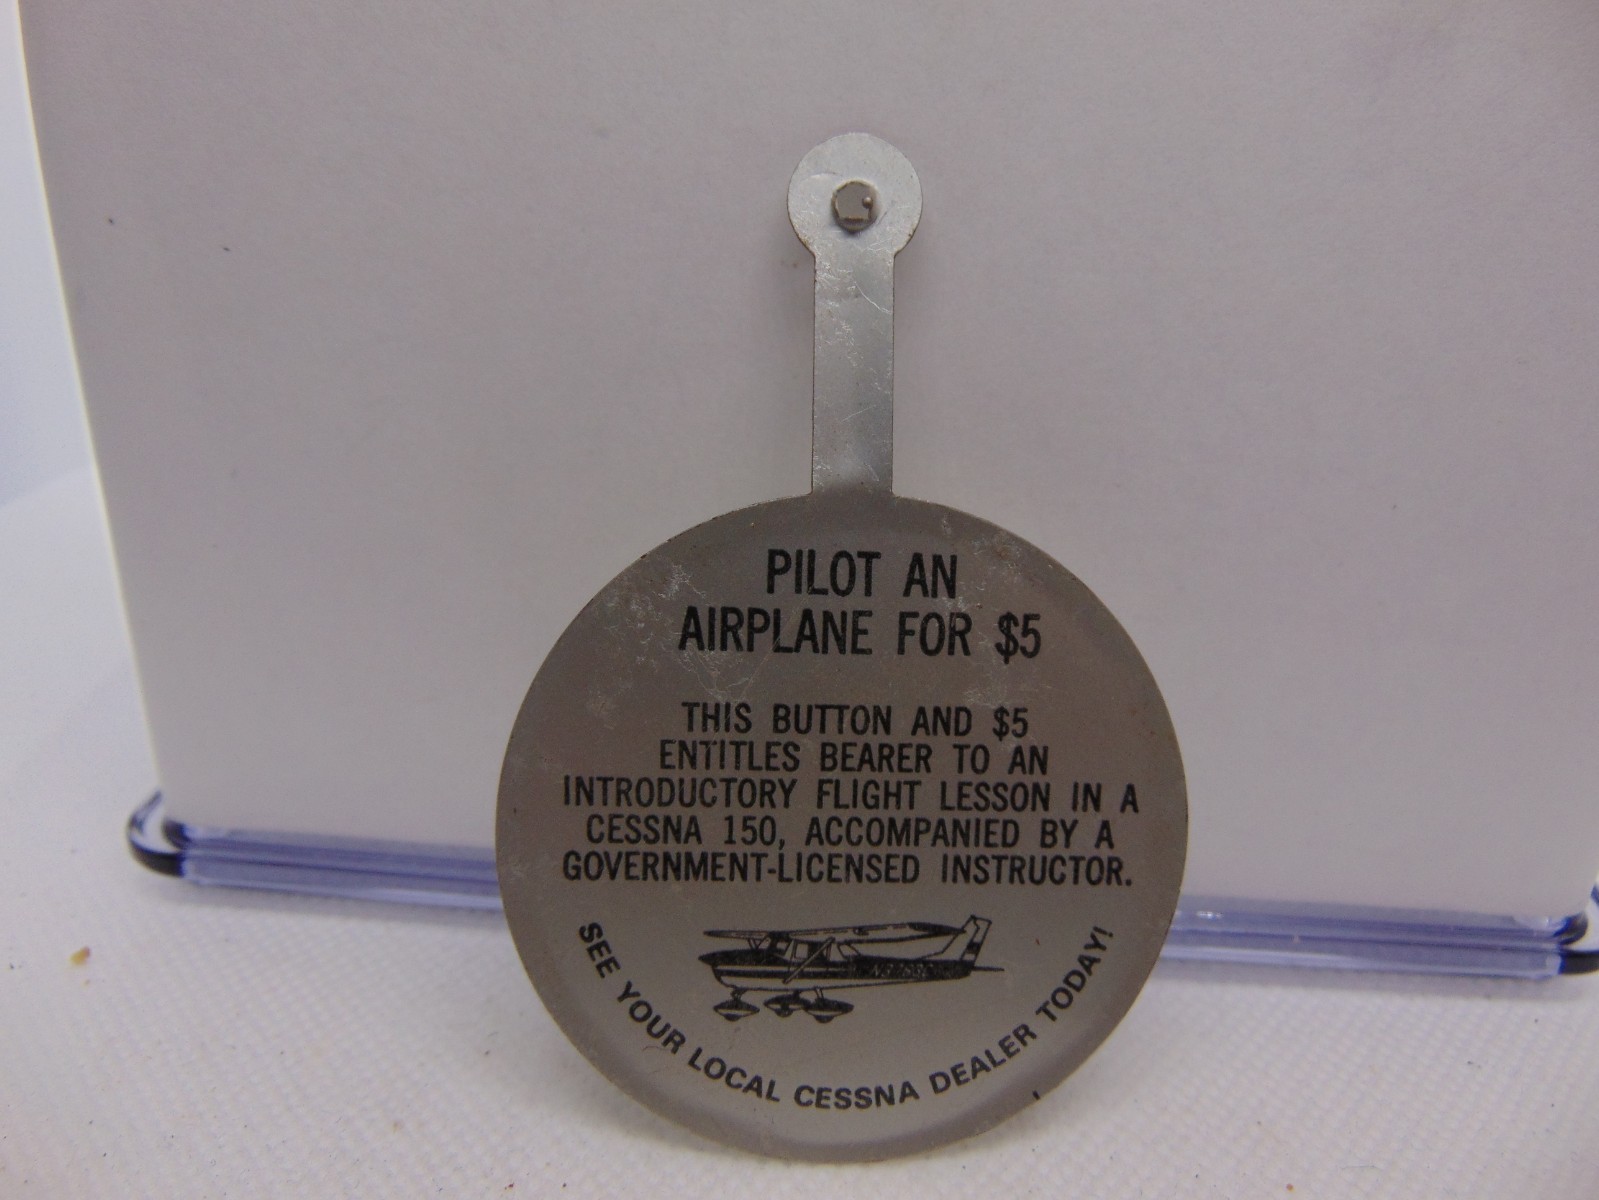 PILOT AN
AIRPLANE FOR $5
THIS BUTTON AND $5
ENTITLES BEARER TO AN
INTRODUCTORY FLIGHT LESSON IN A
CESSNA 150, ACCOMPANIED BY A
GOVERNMENT-LICENSED INSTRUCTOR.
SEE YOUR LOCAL CESSNA DEALER TODAY!